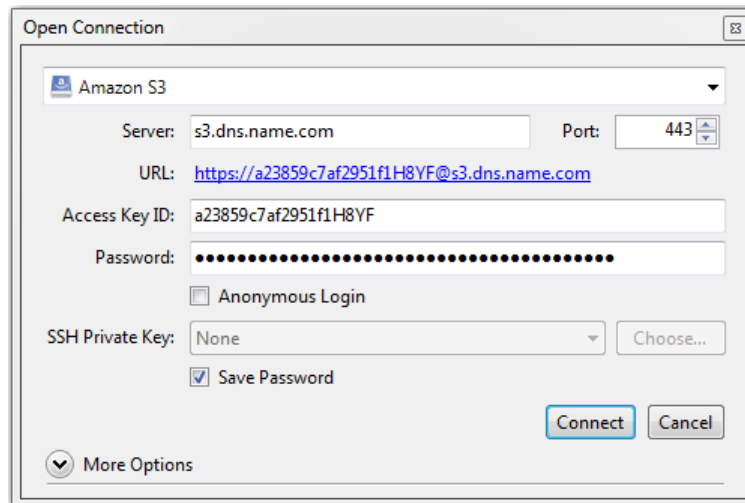 Open Connection
Amazon S3
Server: s3.dns.name.com Port: 443
URL: https://a23859c7af2951f1H8YF@s3.dns.name.com
Access Key ID: a23859c7af2951f1H8YF
Password: ••••••••••••••••••••••••••••••••••••••••
Anonymous Login
SSH Private Key: None Choose...
Save Password
Connect Cancel
More Options